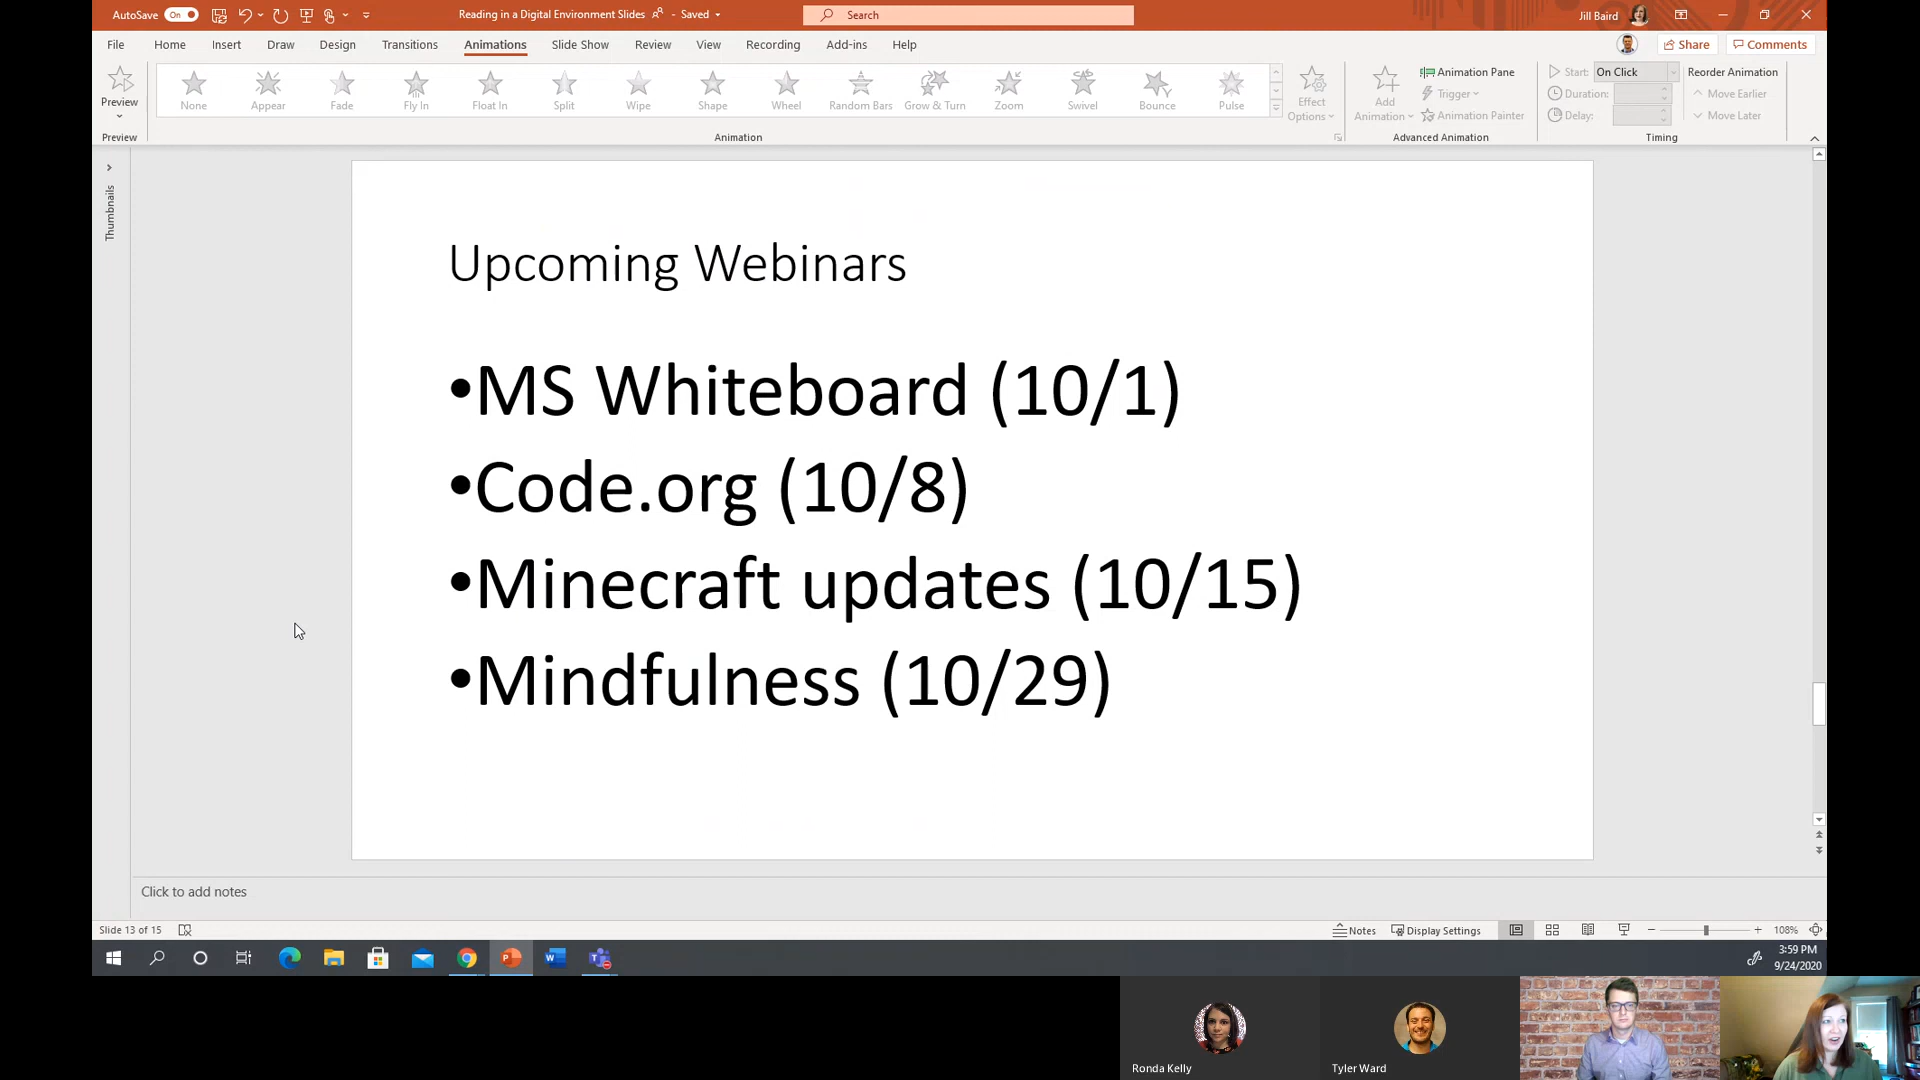 AutoSave On Reading in a Digital Environment Slides - Saved Search Jill Baird
File Home Insert Draw Design Transitions Animations Slide Show Review View Recording Add-ins Help Share Comments
Preview None Appear Fade Fly In Float In Split Wipe Shape Wheel Random Bars Grow & Turn Zoom Swivel Bounce Pulse Effect Options Add Animation Animation Pane Start: On Click Reorder Animation
Trigger Duration: Move Earlier
Animation Painter Delay: Move Later
Preview Animation Advanced Animation Timing
Thumbnails
Upcoming Webinars
•MS Whiteboard (10/1)
•Code.org (10/8)
•Minecraft updates (10/15)
•Mindfulness (10/29)
Click to add notes
Slide 13 of 15 Notes Display Settings 108%
3:59 PM
9/24/2020
Ronda Kelly Tyler Ward